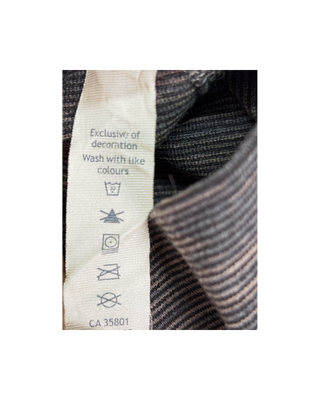 Exclusive of
decoration
Wash with like
colours
CA 35801